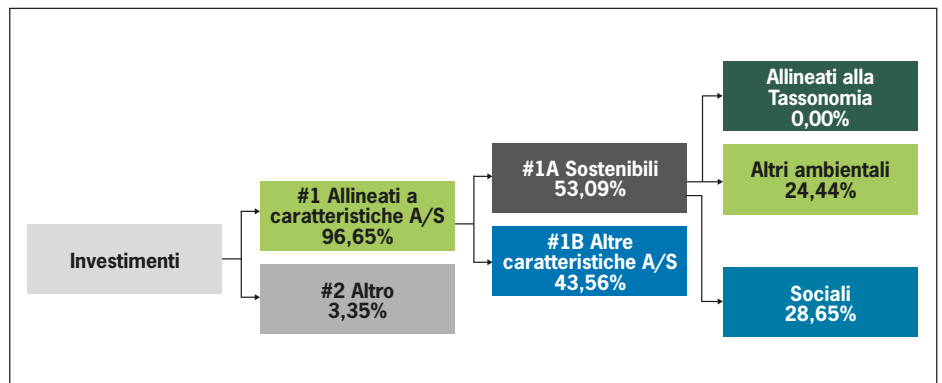 Investimenti
#1 Allineati a
caratteristiche A/S
96,65%
#2 Altro
3,35%
#1A Sostenibili
53,09%
#1B Altre
caratteristiche A/S
43,56%
Allineati alla
Tassonomia
0,00%
Altri ambientali
24,44%
Sociali
28,65%